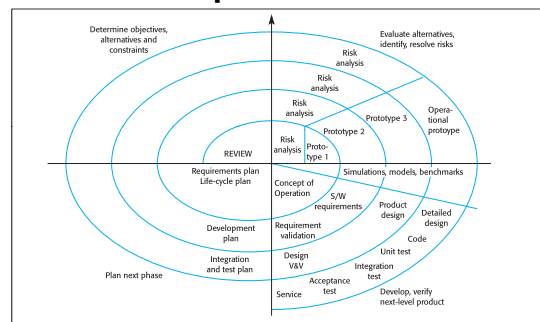 Determine objectives,
alternatives and
constraints
Evaluate alternatives,
identify, resolve risks
Risk
analysis
Risk
analysis
Risk
analysis
Risk
analysis
Proto-
type 1
Prototype 2
Prototype 3
Opera-
tional
protoype
REVIEW
Requirements plan
Life-cycle plan
Simulations, models, benchmarks
Concept of
Operation
S/W
requirements
Product
design
Detailed
design
Development
plan
Requirement
validation
Code
Unit test
Integration
and test plan
Design
V&V
Integration
test
Plan next phase
Acceptance
test
Service
Develop, verify
next-level product